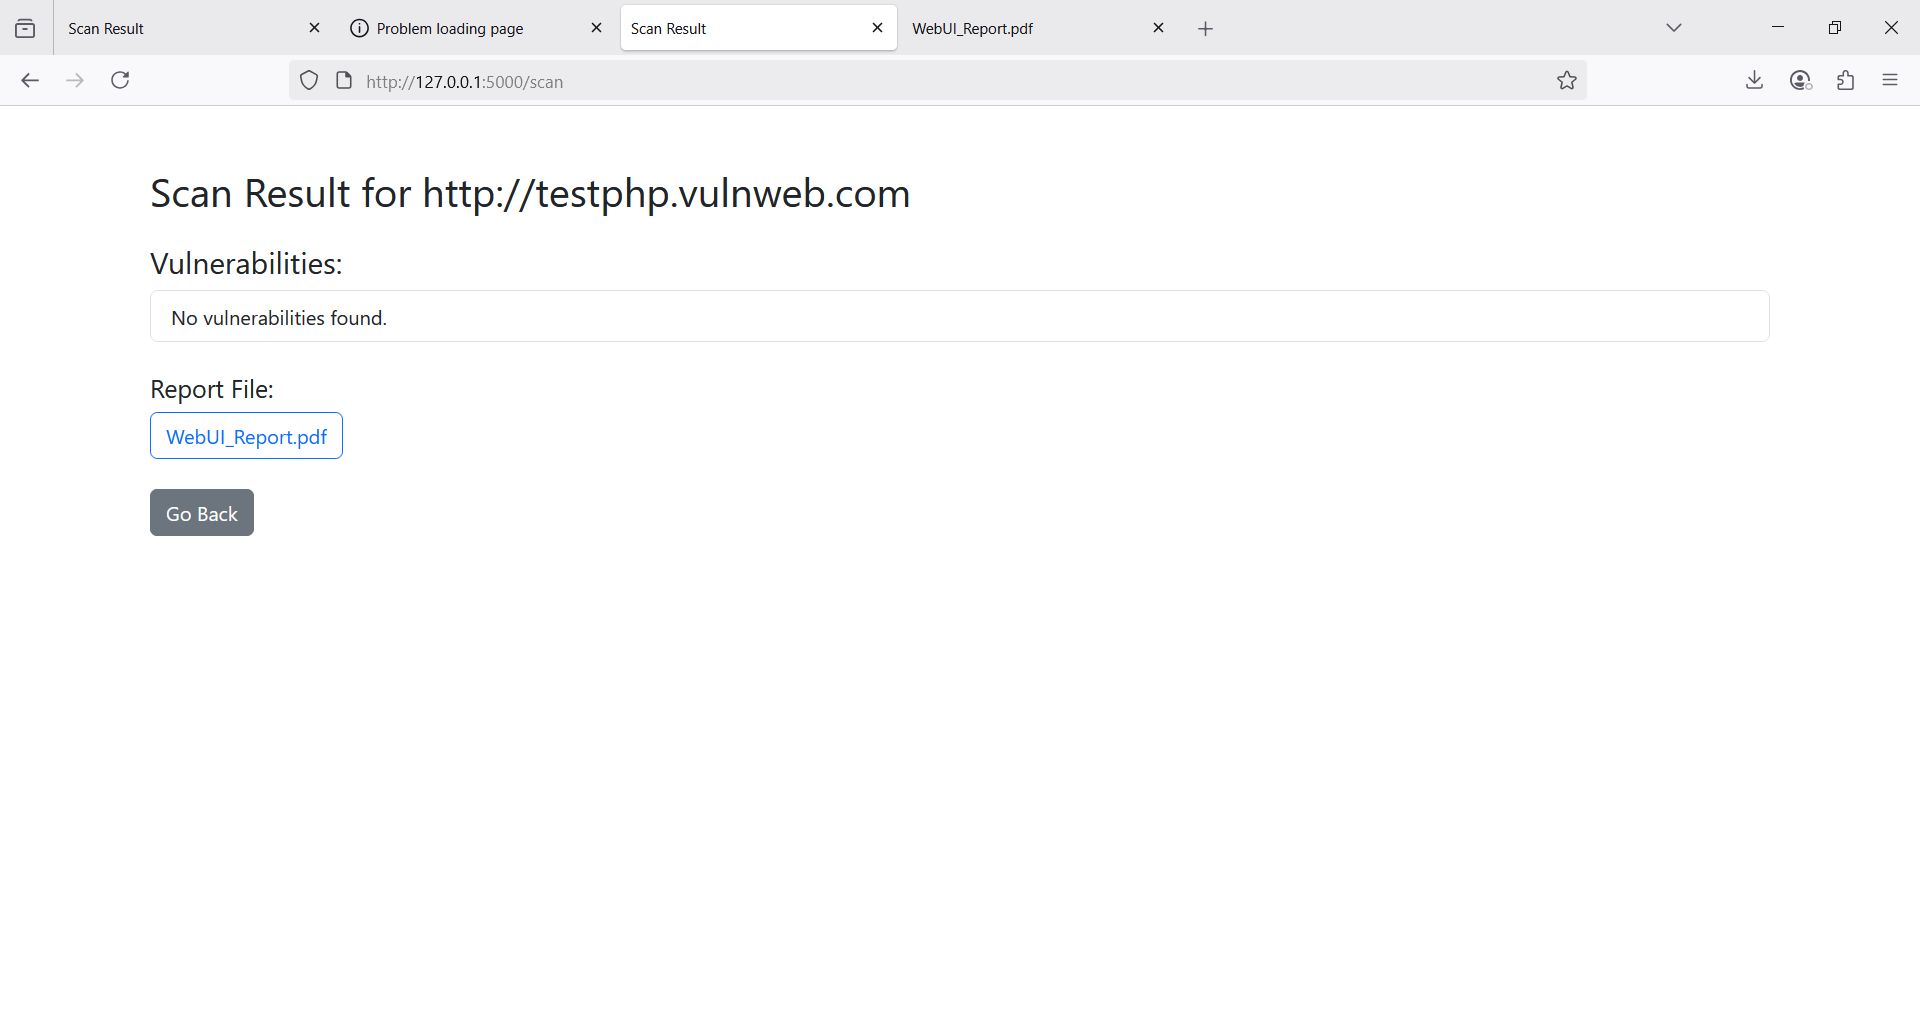 Scan Result
Problem loading page
Scan Result
WebUI_Report.pdf
http://127.0.0.1:5000/scan
Scan Result for http://testphp.vulnweb.com
Vulnerabilities:
No vulnerabilities found.
Report File:
WebUI_Report.pdf
Go Back